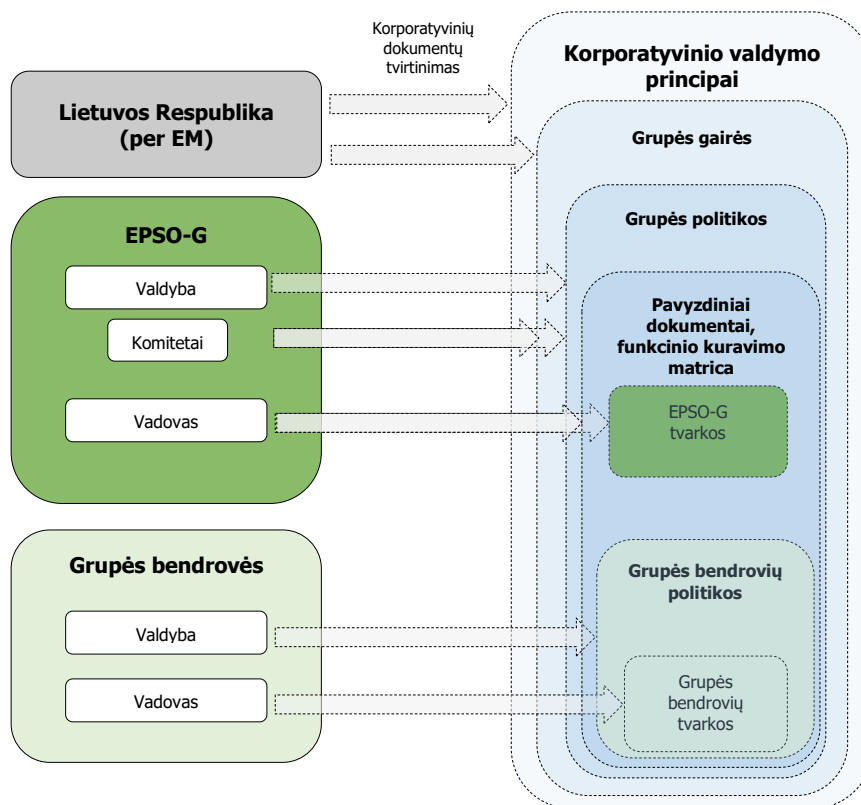 Korporatyvinių
dokumentų
tvirtinimas
Korporatyvinio valdymo
principai
Lietuvos Respublika
(per EM)
Grupės gairės
EPSO-G
Grupės politikos
Valdyba
Komitetai
Pavyzdiniai
dokumentai,
funkcinio kuravimo
matrica
Vadovas
EPSO-G
tvarkos
Grupės bendrovės
Grupės bendrovių
politikos
Valdyba
Vadovas
Grupės
bendrovių
tvarkos